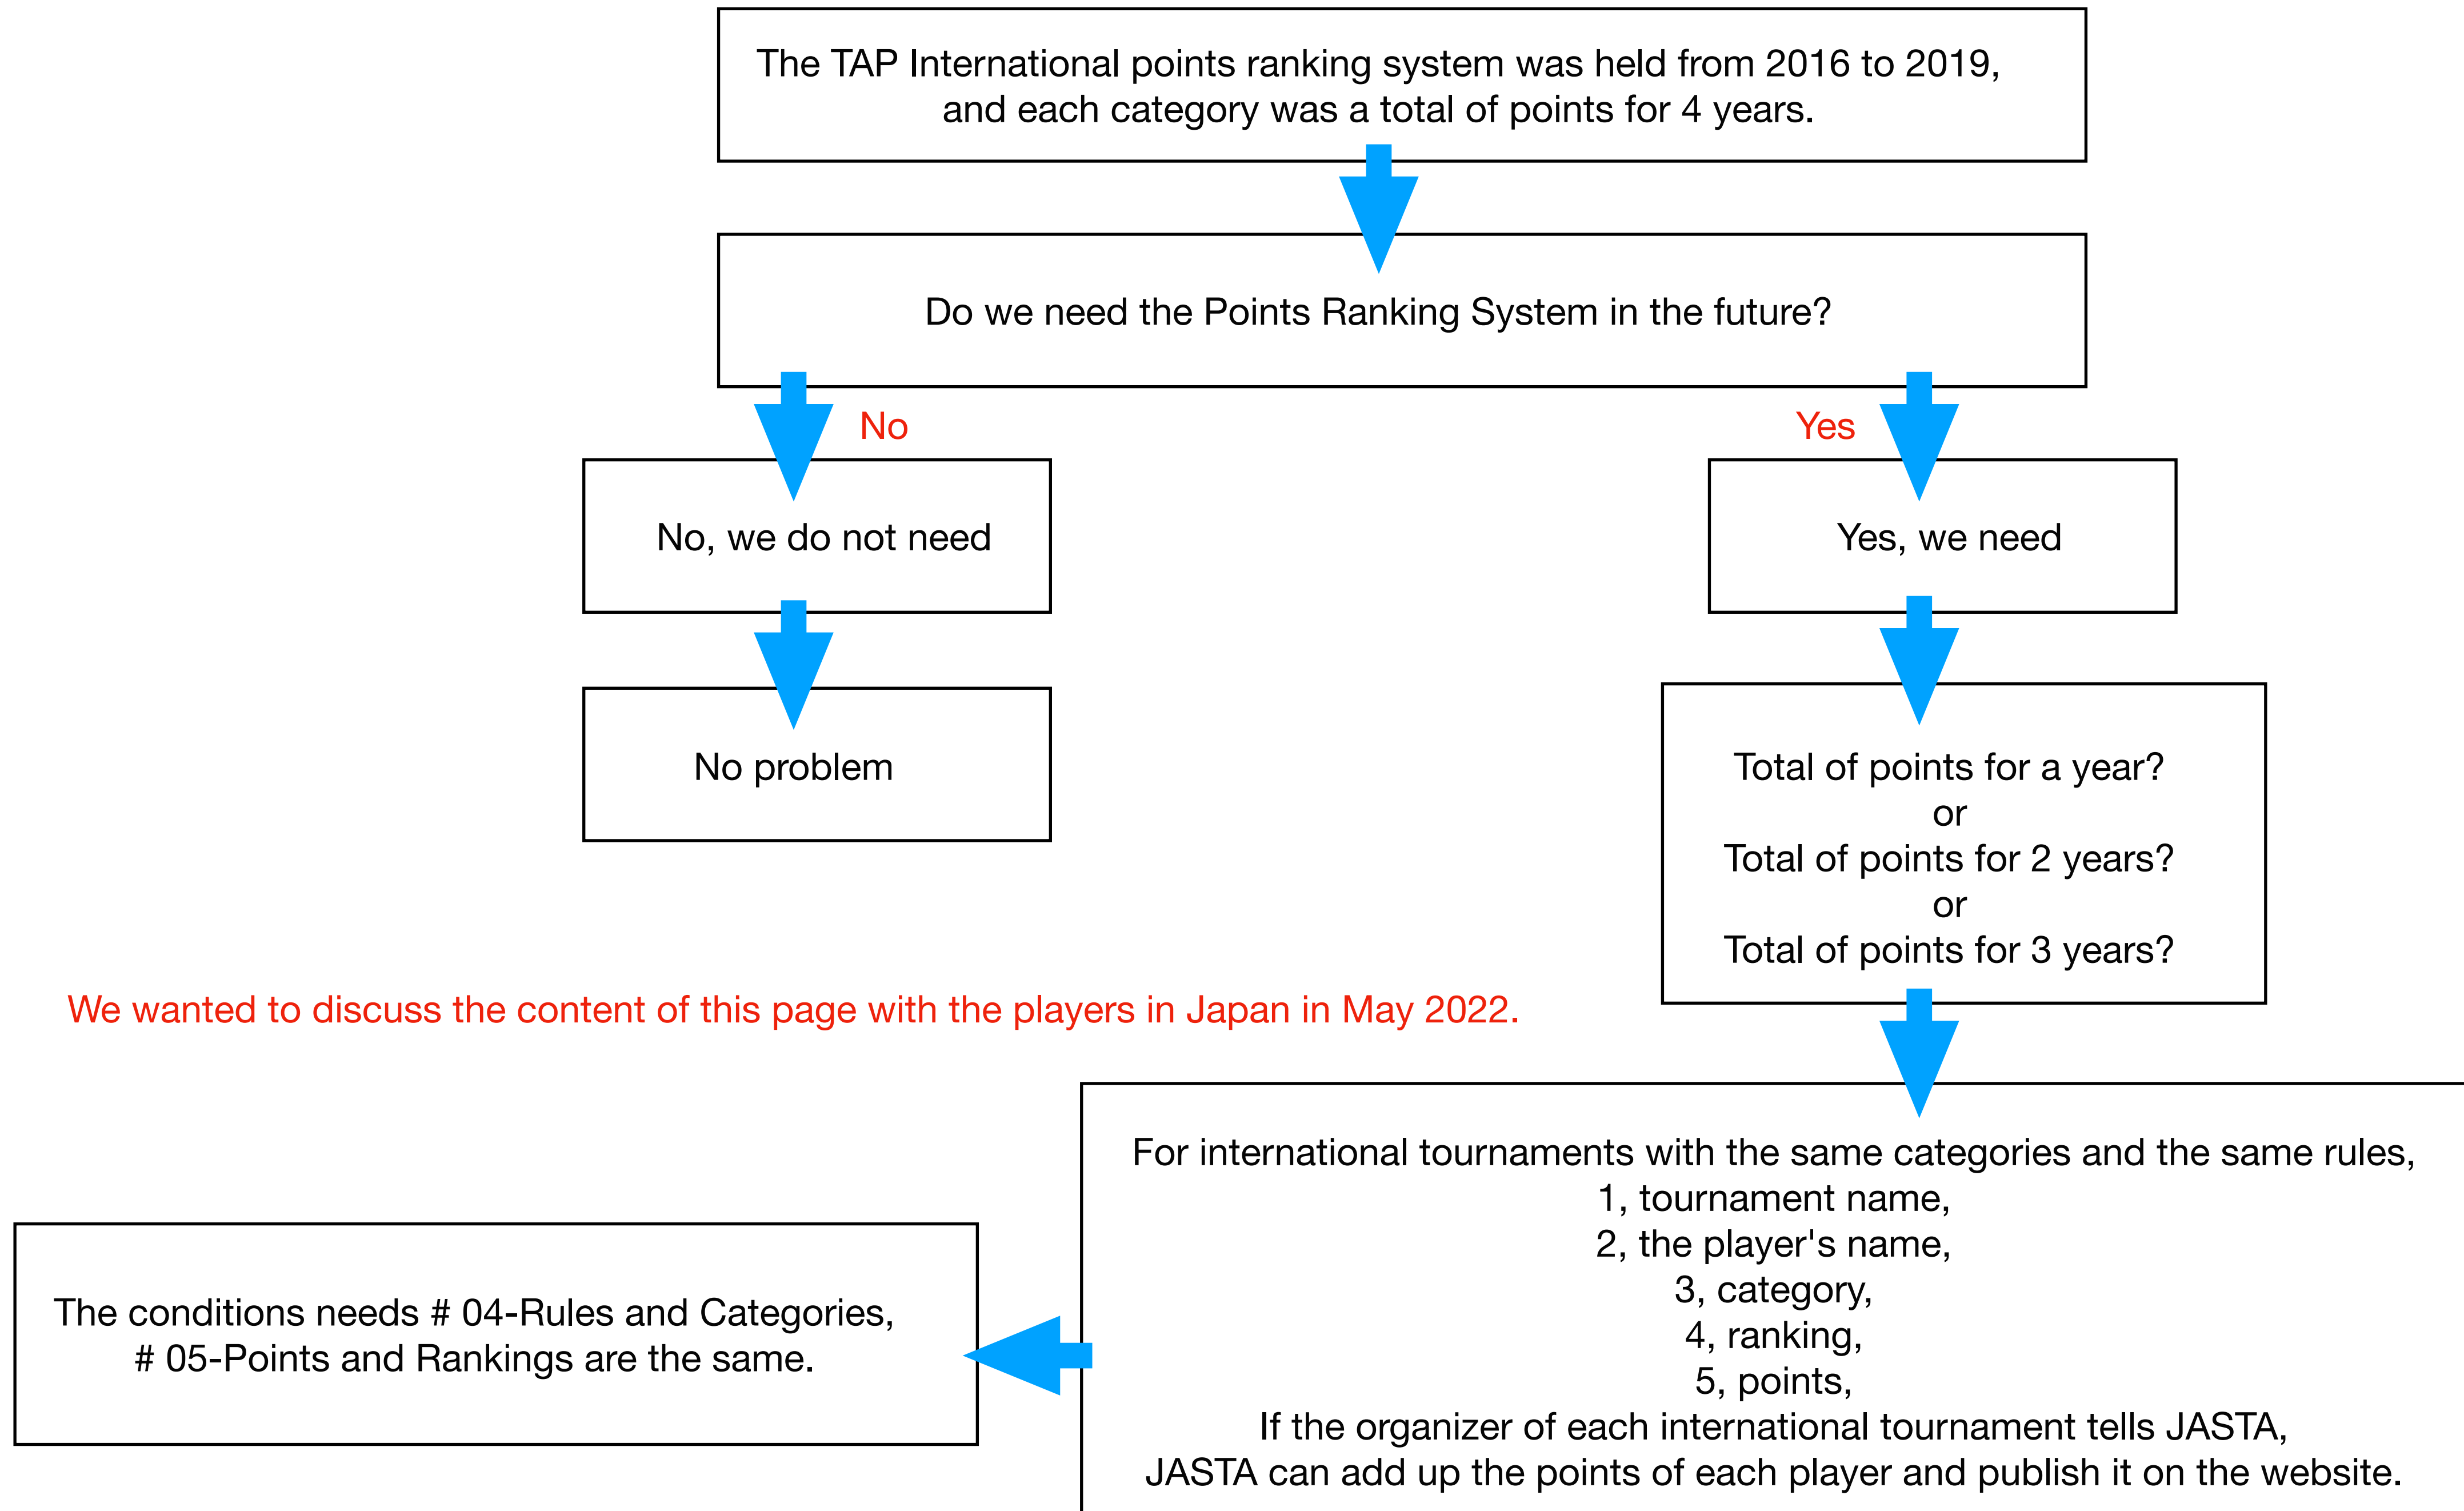 The TAP International points ranking system was held from 2016 to 2019,
and each category was a total of points for 4 years.
Do we need the Points Ranking System in the future?
No
Yes
No, we do not need
Yes, we need
No problem
Total of points for a year?
or
Total of points for 2 years?
or
Total of points for 3 years?
We wanted to discuss the content of this page with the players in Japan in May 2022.
For international tournaments with the same categories and the same rules,
1, tournament name,
2, the player's name,
3, category,
4, ranking,
5, points,
If the organizer of each international tournament tells JASTA,
JASTA can add up the points of each player and publish it on the website.
The conditions needs # 04-Rules and Categories,
# 05-Points and Rankings are the same.